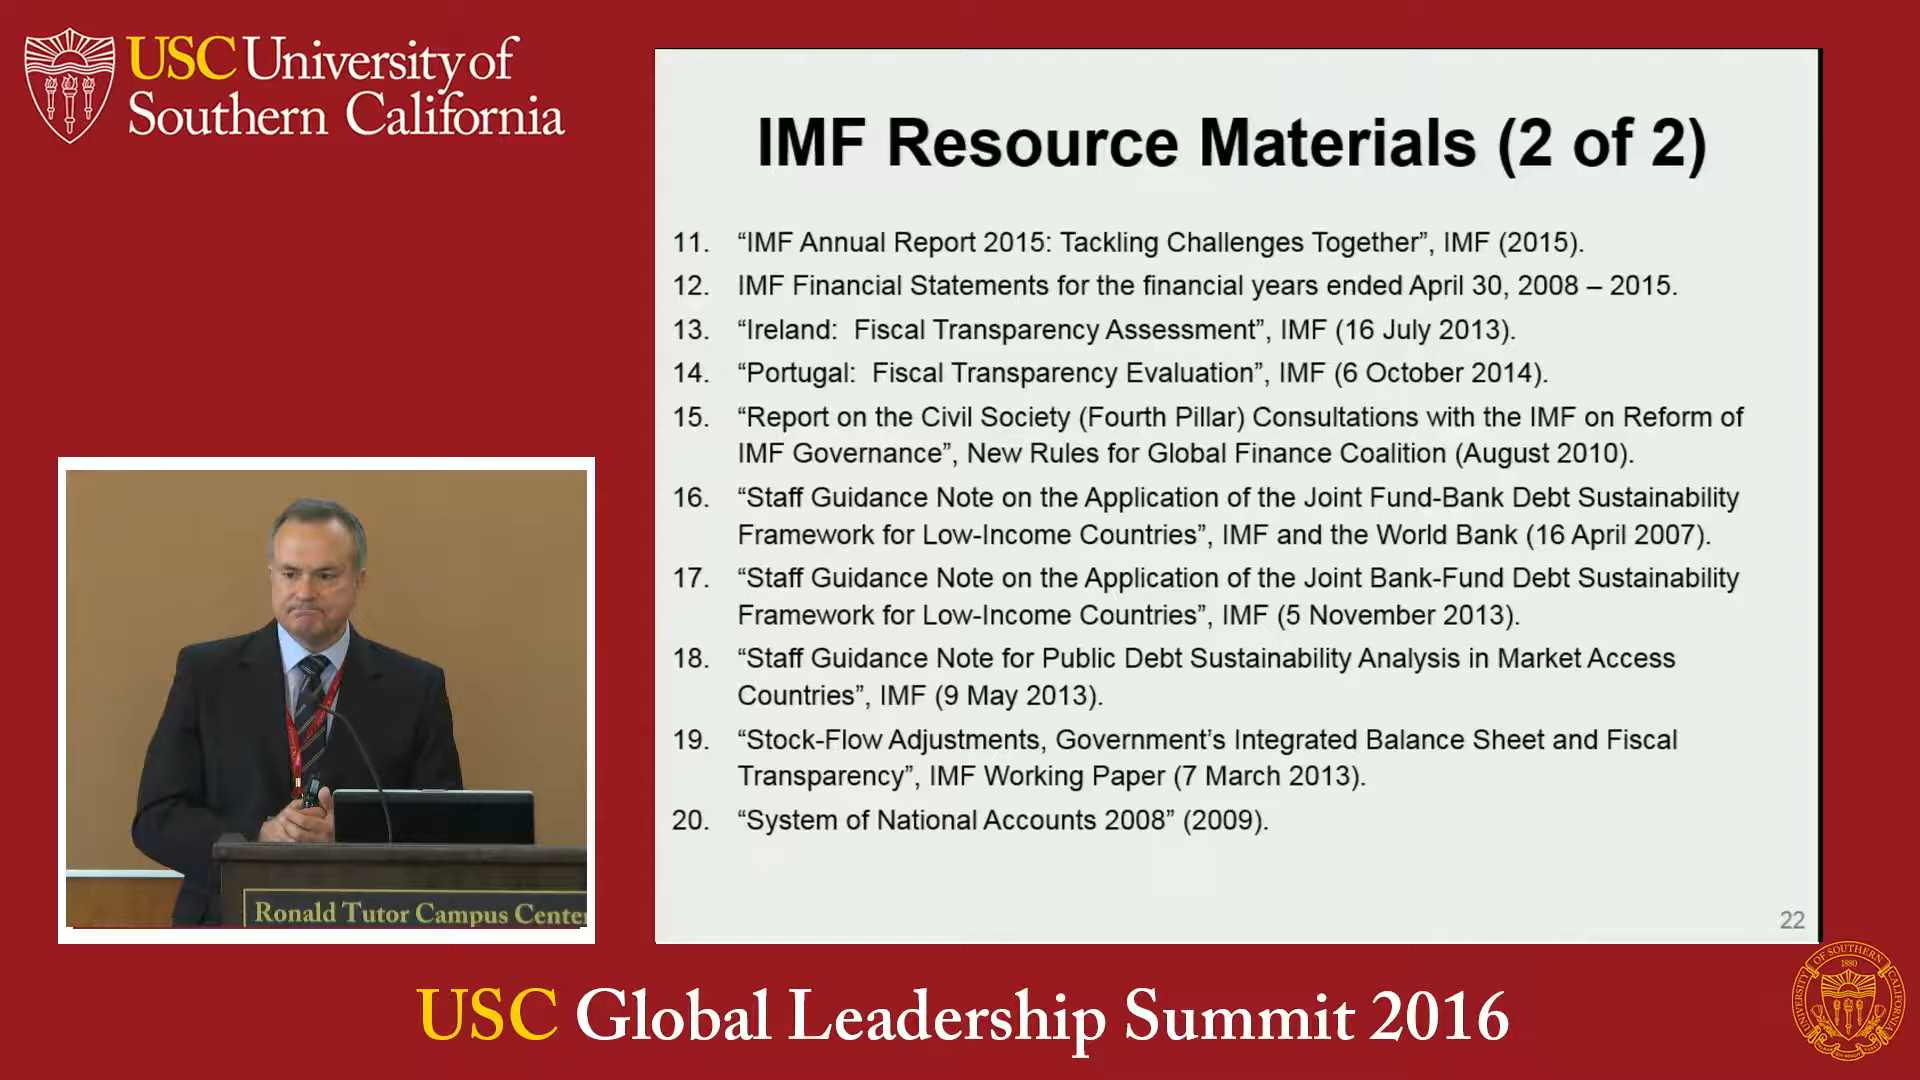 USC University of
Southern California
IMF Resource Materials (2 of 2)
11. “IMF Annual Report 2015: Tackling Challenges Together”, IMF (2015).
12. IMF Financial Statements for the financial years ended April 30, 2008 – 2015.
13. “Ireland:  Fiscal Transparency Assessment”, IMF (16 July 2013).
14. “Portugal:  Fiscal Transparency Evaluation”, IMF (6 October 2014).
15. “Report on the Civil Society (Fourth Pillar) Consultations with the IMF on Reform of
IMF Governance”, New Rules for Global Finance Coalition (August 2010).
16. “Staff Guidance Note on the Application of the Joint Fund-Bank Debt Sustainability
Framework for Low-Income Countries”, IMF and the World Bank (16 April 2007).
17. “Staff Guidance Note on the Application of the Joint Bank-Fund Debt Sustainability
Framework for Low-Income Countries”, IMF (5 November 2013).
18. “Staff Guidance Note for Public Debt Sustainability Analysis in Market Access
Countries”, IMF (9 May 2013).
19. “Stock-Flow Adjustments, Government’s Integrated Balance Sheet and Fiscal
Transparency”, IMF Working Paper (7 March 2013).
20. “System of National Accounts 2008” (2009).
22
Ronald Tutor Campus Center
USC Global Leadership Summit 2016
UNIVERSITY OF SOUTHERN CALIFORNIA
1880